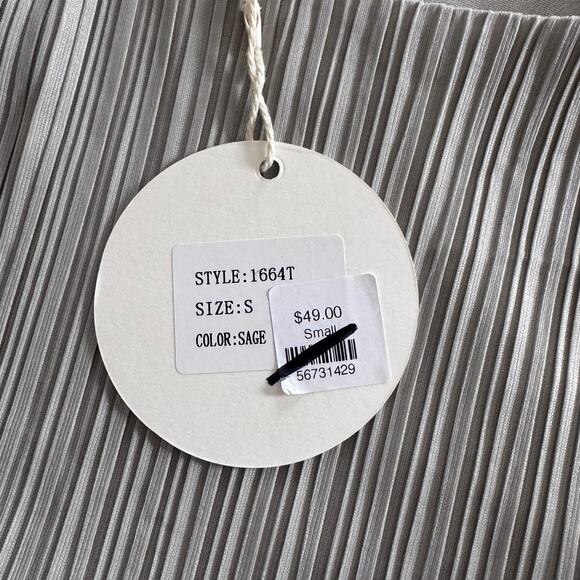 STYLE:1664T
SIZE:S
COLOR:SAGE
$49.00
Small
56731429